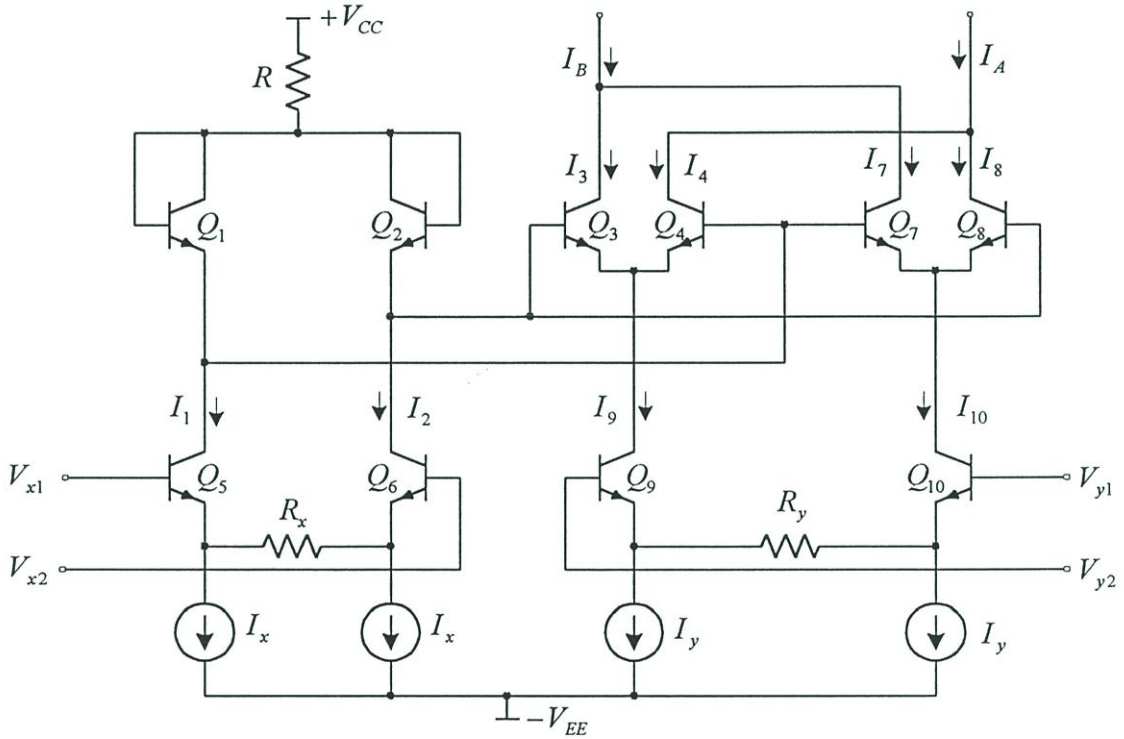 +V_CC
R
I_B
I_A
I_3
I_4
I_7
I_8
Q_1
Q_2
Q_3
Q_4
Q_7
Q_8
I_1
I_2
I_9
I_10
V_x1
Q_5
Q_6
Q_9
Q_10
V_y1
R_x
R_y
V_x2
V_y2
I_x
I_x
I_y
I_y
-V_EE